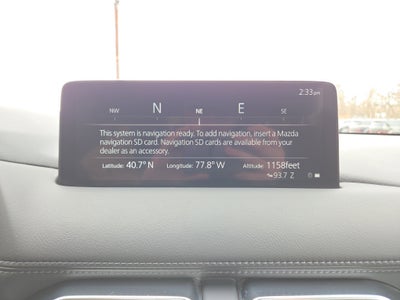 2:33 pm
NW N NE E SE
This system is navigation ready. To add navigation, insert a Mazda
navigation SD card. Navigation SD cards are available from your
dealer as an accessory.
Latitude: 40.7° N Longitude: 77.8° W Altitude: 1158feet
93.7 Z